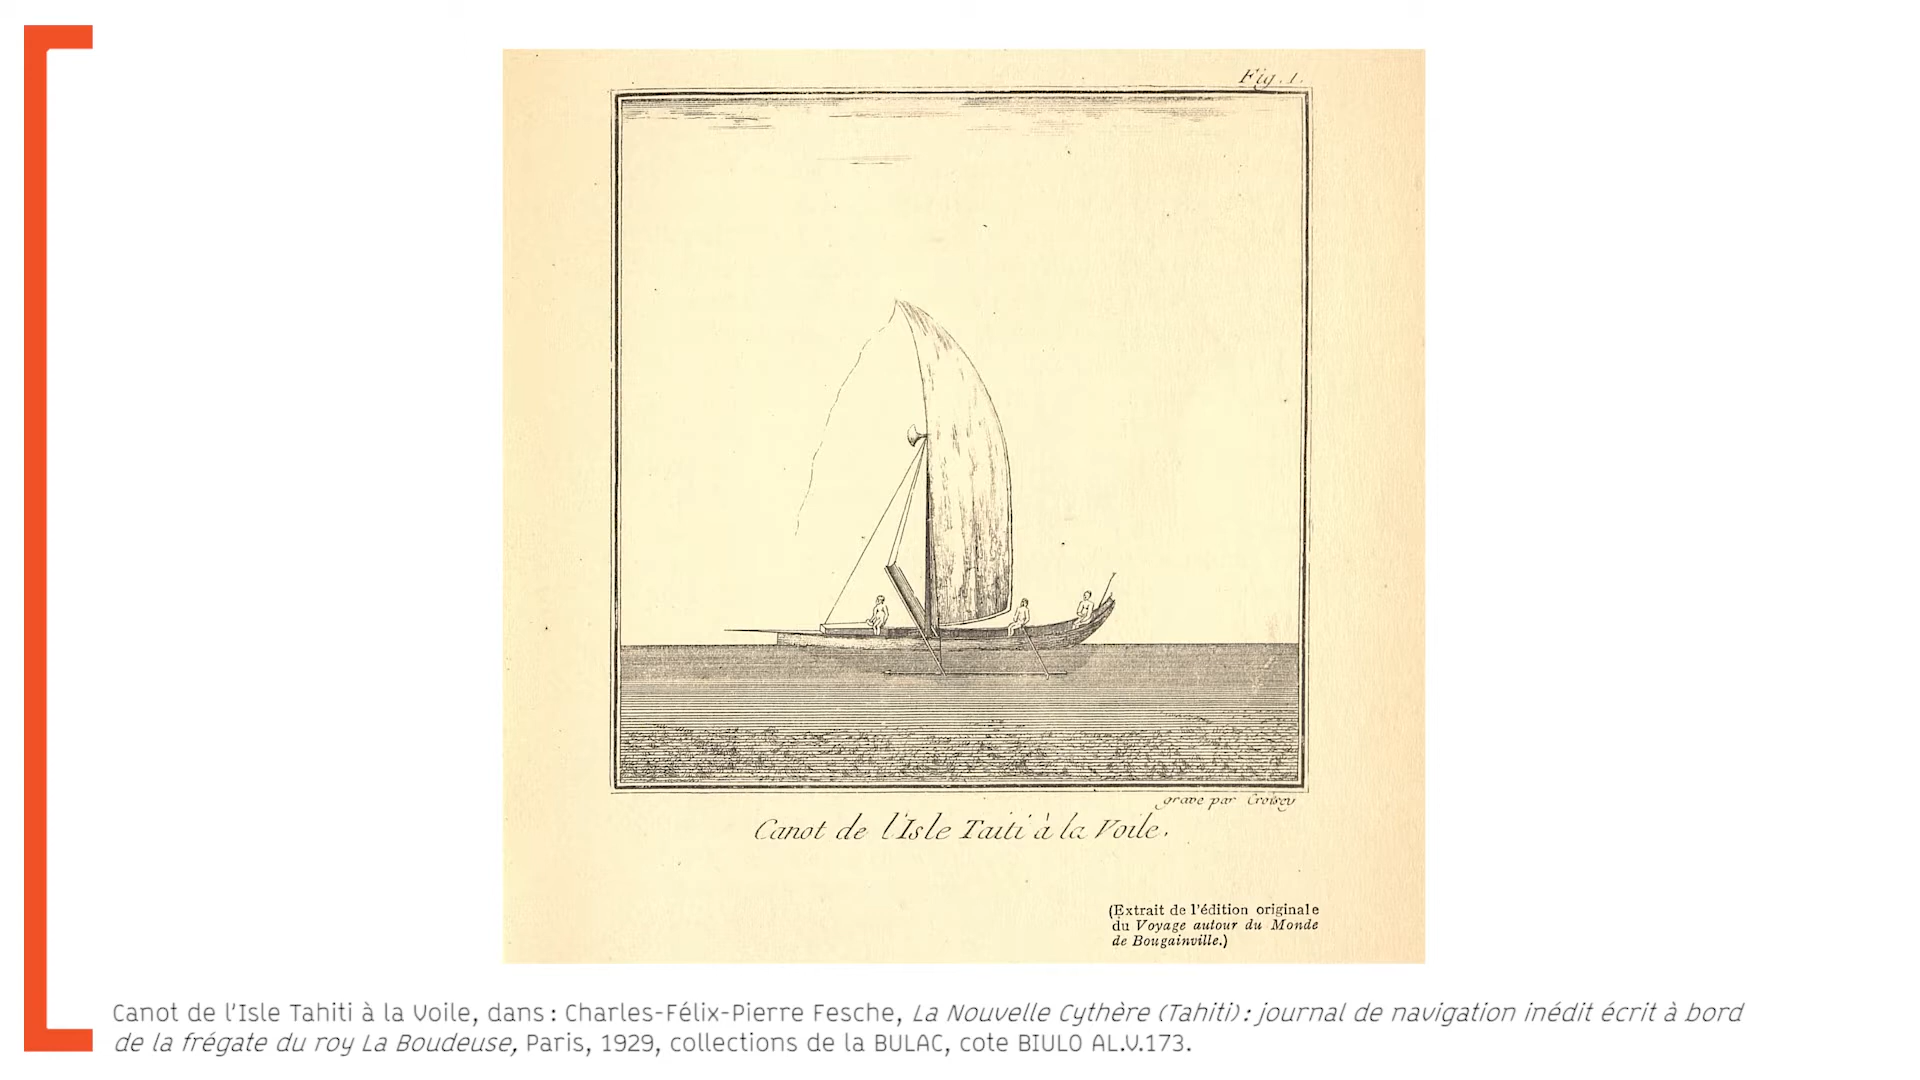 Fig. 1.
gravé par Croisey
Canot de l'Isle Taiti à la Voile.
(Extrait de l'édition originale
du Voyage autour du Monde
de Bougainville.)
Canot de l'Isle Tahiti à la Voile, dans : Charles-Félix-Pierre Fesche, La Nouvelle Cythère (Tahiti) : journal de navigation inédit écrit à bord
de la frégate du roy La Boudeuse, Paris, 1929, collections de la BULAC, cote BIULO AL.V.173.